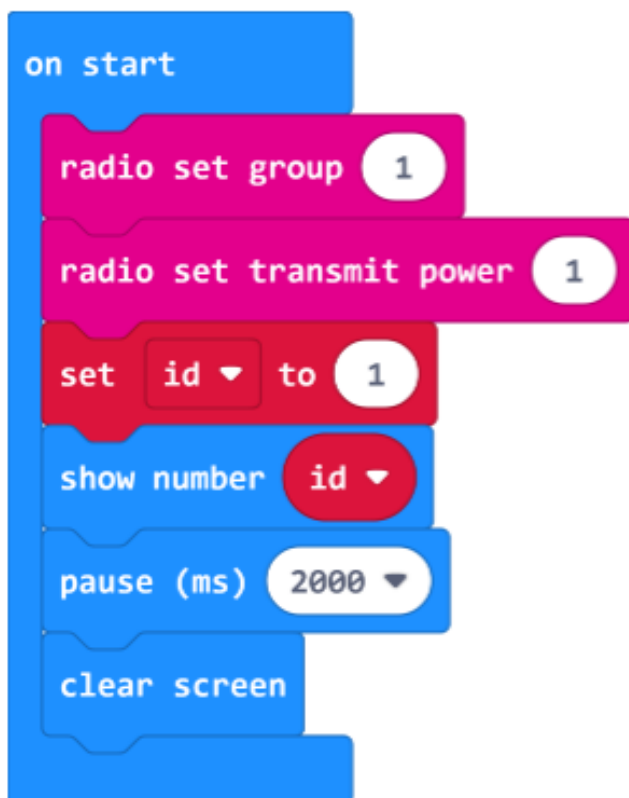 on start
radio set group 1
radio set transmit power 1
set id to 1
show number id
pause (ms) 2000
clear screen